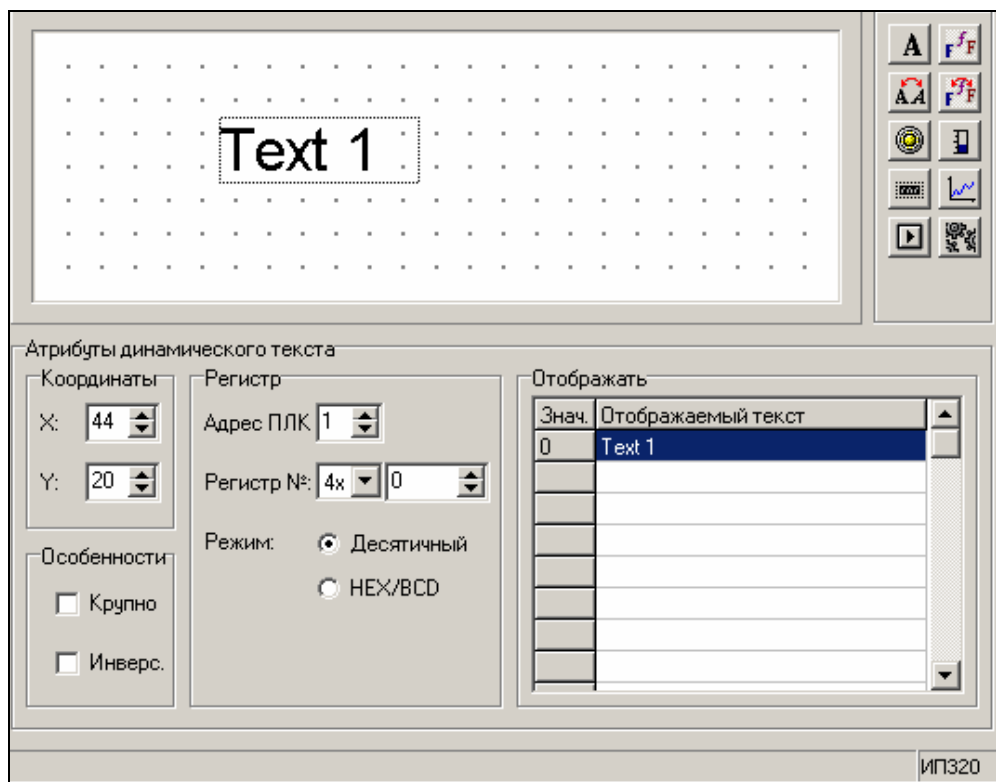 Text 1
A
F f F
A A
F f F
Атрибуты динамического текста
Координаты
X: 44
Y: 20
Особенности
Крупно
Инверс.
Регистр
Адрес ПЛК 1
Регистр №: 4x 0
Режим: Десятичный
HEX/BCD
Отображать
Знач. Отображаемый текст
0 Text 1
ИП320